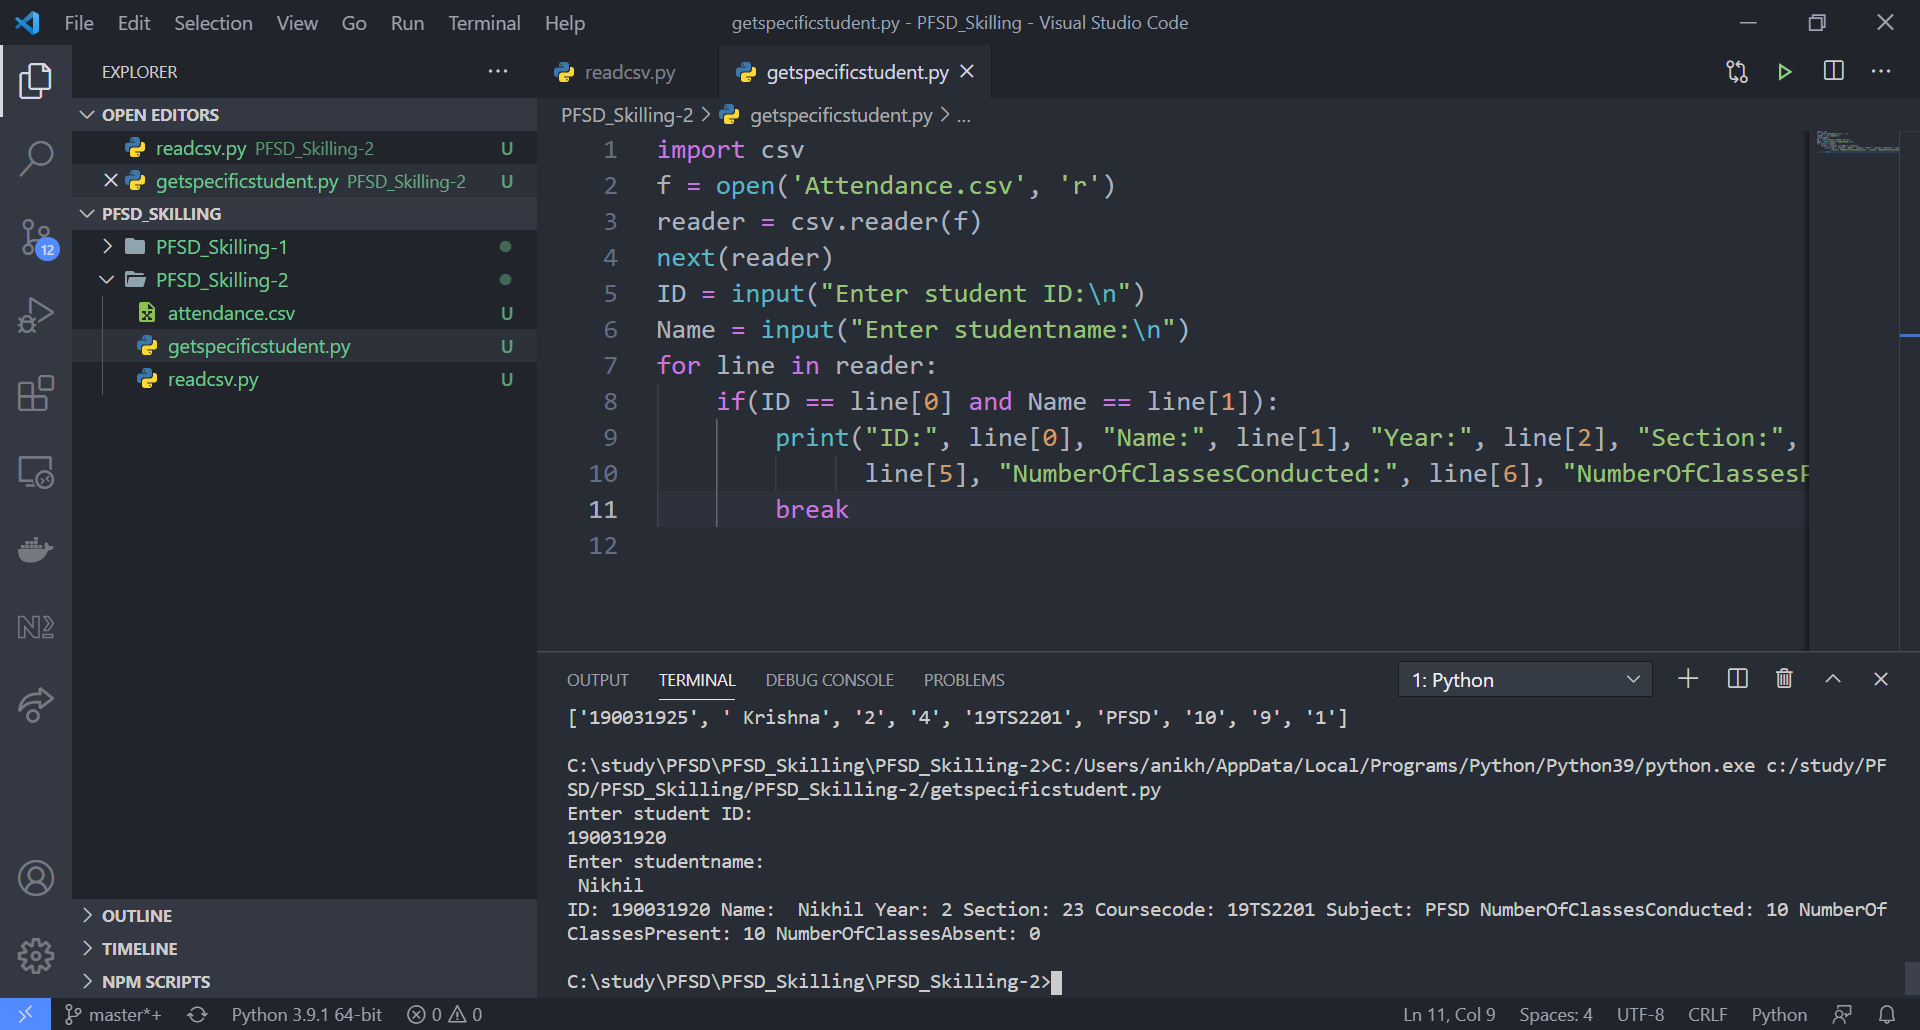 File Edit Selection View Go Run Terminal Help getspecificstudent.py - PFSD_Skilling - Visual Studio Code
EXPLORER
OPEN EDITORS
readcsv.py PFSD_Skilling-2 U
getspecificstudent.py PFSD_Skilling-2 U
PFSD_SKILLING
PFSD_Skilling-1
PFSD_Skilling-2
attendance.csv U
getspecificstudent.py U
readcsv.py U
12
OUTLINE
TIMELINE
NPM SCRIPTS
readcsv.py getspecificstudent.py
PFSD_Skilling-2 > getspecificstudent.py > ...
1 import csv
2 f = open('Attendance.csv', 'r')
3 reader = csv.reader(f)
4 next(reader)
5 ID = input("Enter student ID:\n")
6 Name = input("Enter studentname:\n")
7 for line in reader:
8 if(ID == line[0] and Name == line[1]):
9 print("ID:", line[0], "Name:", line[1], "Year:", line[2], "Section:",
10 line[5], "NumberOfClassesConducted:", line[6], "NumberOfClassesP
11 break
12
OUTPUT TERMINAL DEBUG CONSOLE PROBLEMS 1: Python
['190031925', ' Krishna', '2', '4', '19TS2201', 'PFSD', '10', '9', '1']
C:\study\PFSD\PFSD_Skilling\PFSD_Skilling-2>C:/Users/anikh/AppData/Local/Programs/Python/Python39/python.exe c:/study/PF
SD/PFSD_Skilling/PFSD_Skilling-2/getspecificstudent.py
Enter student ID:
190031920
Enter studentname:
Nikhil
ID: 190031920 Name:  Nikhil Year: 2 Section: 23 Coursecode: 19TS2201 Subject: PFSD NumberOfClassesConducted: 10 NumberOf
ClassesPresent: 10 NumberOfClassesAbsent: 0
C:\study\PFSD\PFSD_Skilling\PFSD_Skilling-2>
master*+ Python 3.9.1 64-bit 0 0 Ln 11, Col 9 Spaces: 4 UTF-8 CRLF Python